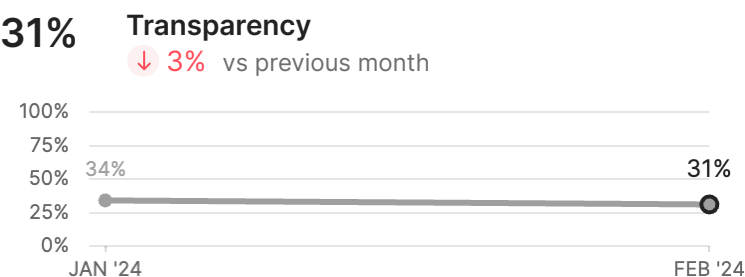 31%
Transparency
↓ 3% vs previous month
100%
75%
34%
31%
50%
25%
0%
JAN '24
FEB '24